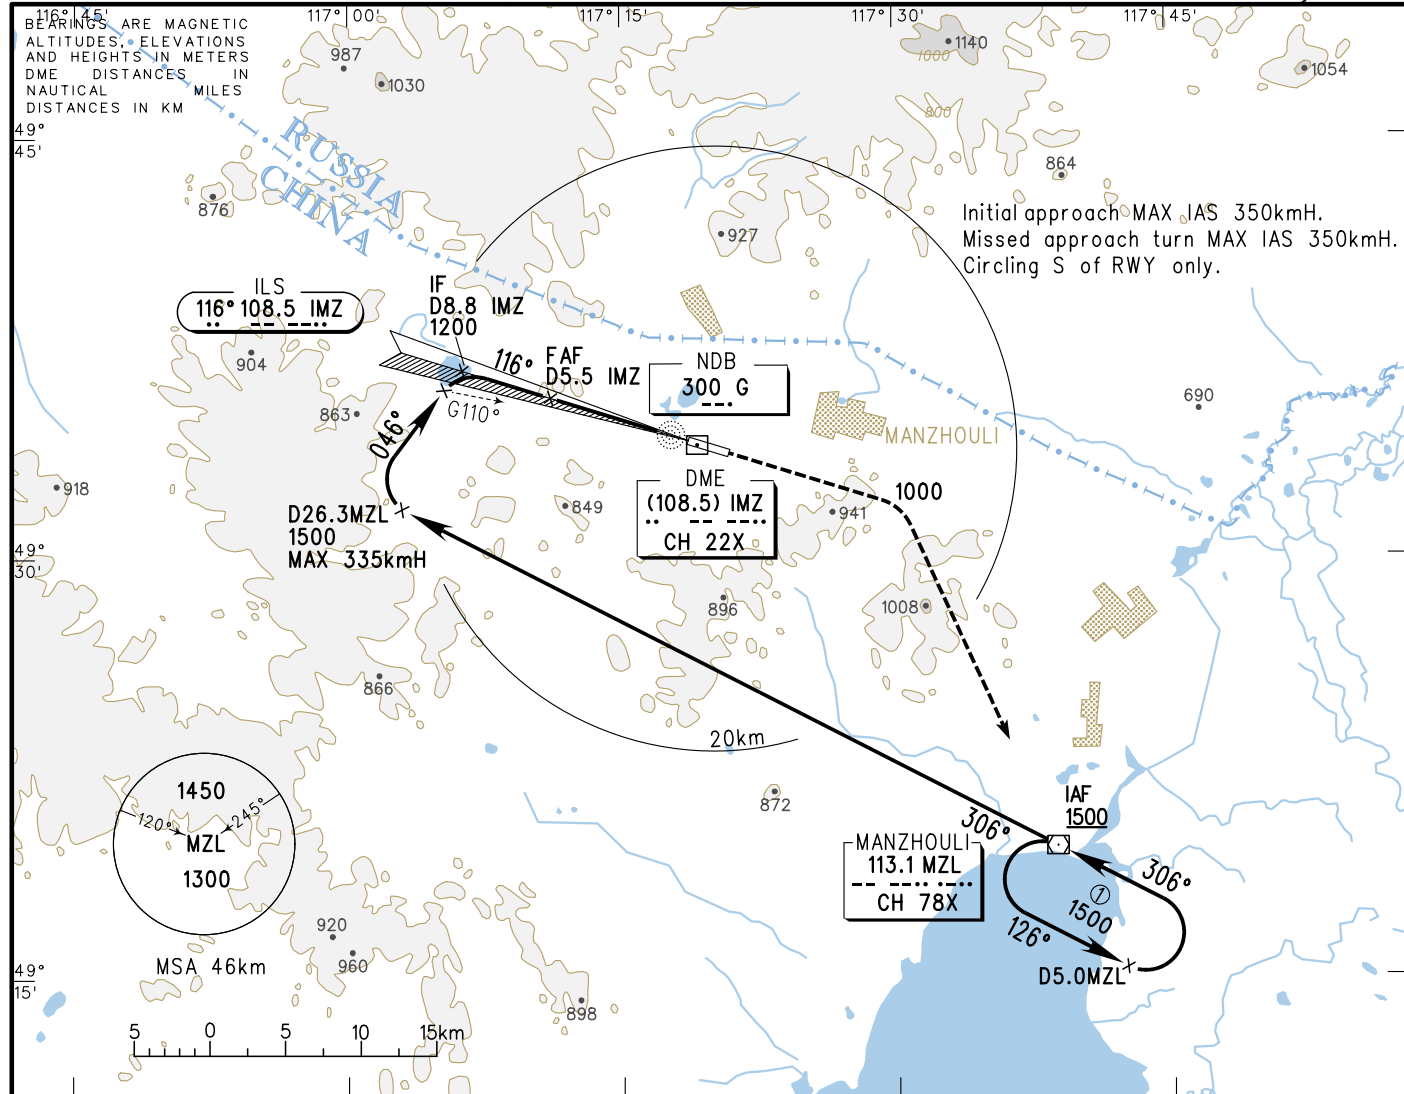 116° 45'
117° 00'
117° 15'
117° 30'
117° 45'
BEARINGS ARE MAGNETIC
ALTITUDES, ELEVATIONS
AND HEIGHTS IN METERS
DME DISTANCES IN
NAUTICAL MILES
DISTANCES IN KM
987
1030
1140
1000
800
1054
49°
45'
RUSSIA
CHINA
864
876
927
Initial approach MAX IAS 350kmH.
Missed approach turn MAX IAS 350kmH.
Circling S of RWY only.
ILS
116° 108.5 IMZ
IF
D8.8 IMZ
1200
904
116°
FAF
D5.5 IMZ
NDB
300 G
690
G110°
863
046°
MANZHOULI
918
DME
(108.5) IMZ
CH 22X
1000
849
941
D26.3MZL
1500
MAX 335kmH
49°
30'
896
1008
866
20km
872
1450
120°
245°
MZL
1300
MSA 46km
IAF
1500
306°
MANZHOULI
113.1 MZL
CH 78X
306°
1
1500
126°
D5.0MZL
920
960
898
49°
15'
5 0 5 10 15km